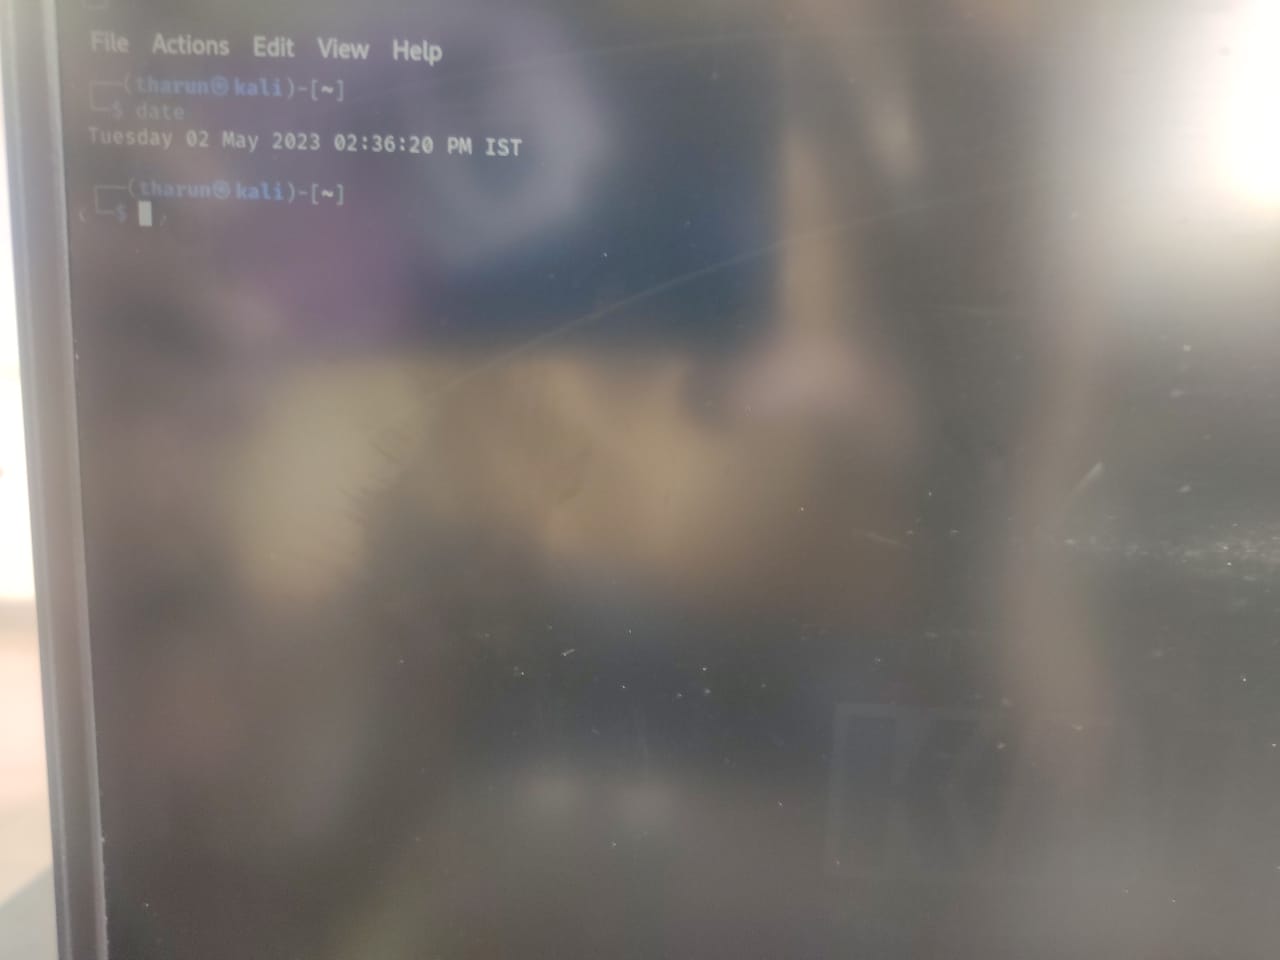 File Actions Edit View Help
┌──(tharun㉿kali)-[~]
└─$ date
Tuesday 02 May 2023 02:36:20 PM IST
┌──(tharun㉿kali)-[~]
└─$